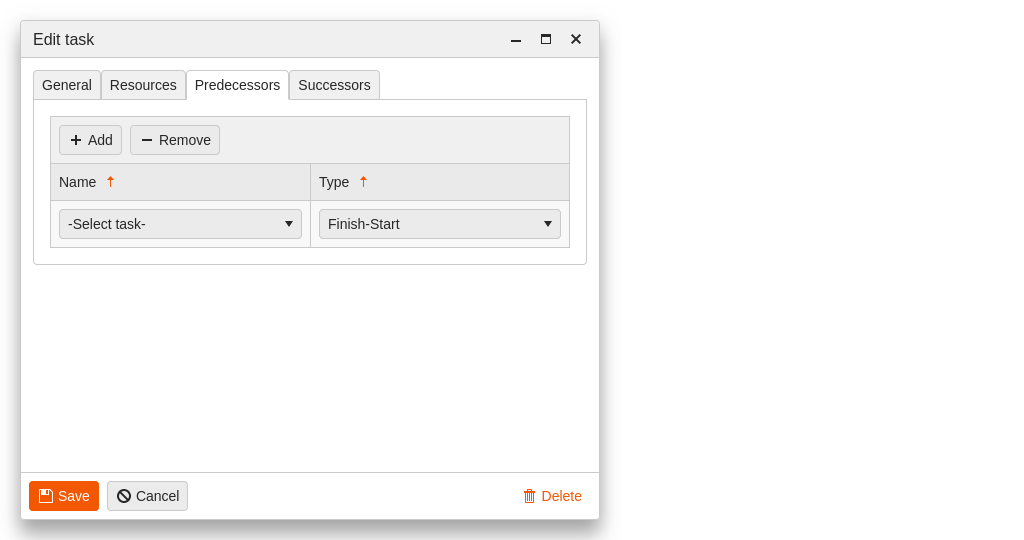 Edit task
General Resources Predecessors Successors
Add Remove
Name Type
-Select task- Finish-Start
Save Cancel Delete